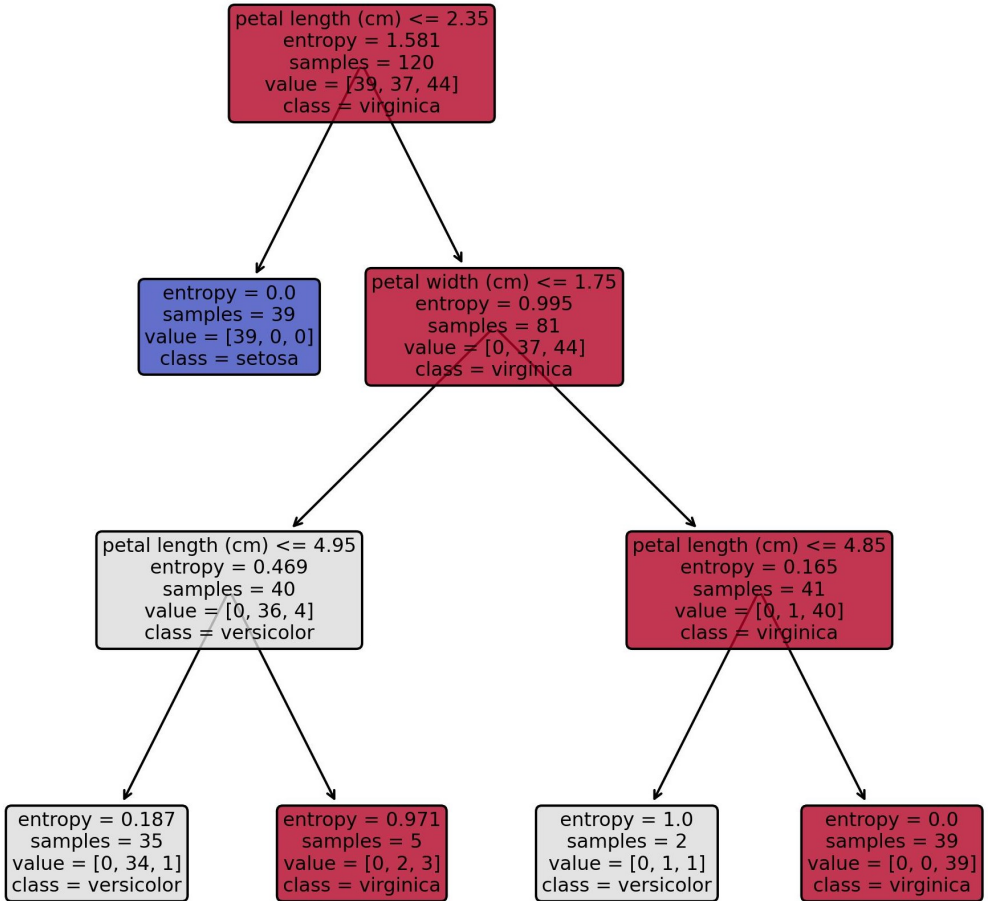 petal length (cm) <= 2.35
entropy = 1.581
samples = 120
value = [39, 37, 44]
class = virginica
entropy = 0.0
samples = 39
value = [39, 0, 0]
class = setosa
petal width (cm) <= 1.75
entropy = 0.995
samples = 81
value = [0, 37, 44]
class = virginica
petal length (cm) <= 4.95
entropy = 0.469
samples = 40
value = [0, 36, 4]
class = versicolor
petal length (cm) <= 4.85
entropy = 0.165
samples = 41
value = [0, 1, 40]
class = virginica
entropy = 0.187
samples = 35
value = [0, 34, 1]
class = versicolor
entropy = 0.971
samples = 5
value = [0, 2, 3]
class = virginica
entropy = 1.0
samples = 2
value = [0, 1, 1]
class = versicolor
entropy = 0.0
samples = 39
value = [0, 0, 39]
class = virginica